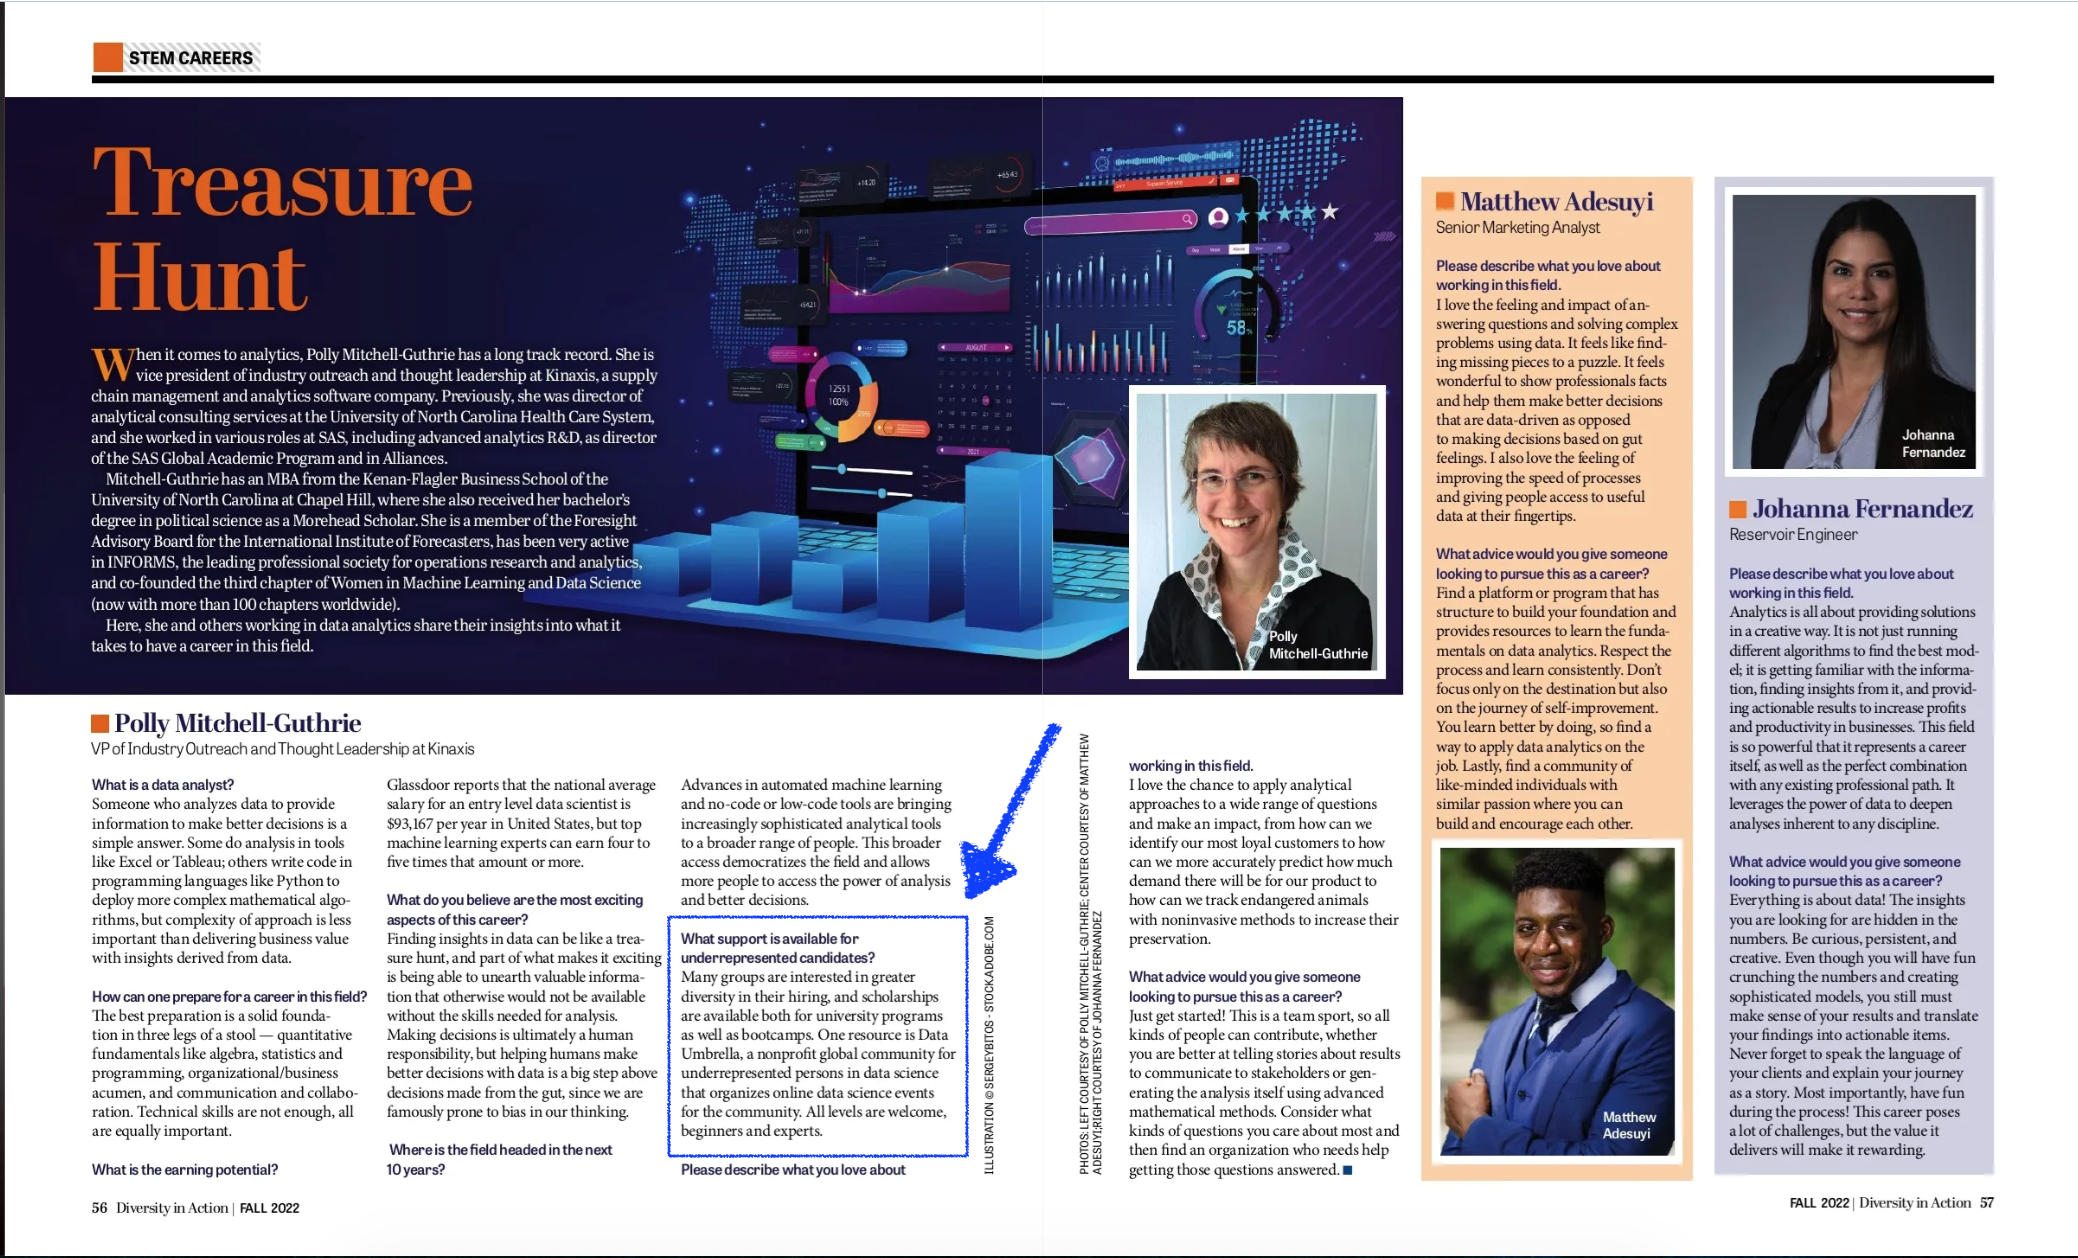 STEM CAREERS
Treasure
Hunt
When it comes to analytics, Polly Mitchell-Guthrie has a long track record. She is
vice president of industry outreach and thought leadership at Kinaxis, a supply
chain management and analytics software company. Previously, she was director of
analytical consulting services at the University of North Carolina Health Care System,
and she worked in various roles at SAS, including advanced analytics R&D, as director
of the SAS Global Academic Program and in Alliances.
Mitchell-Guthrie has an MBA from the Kenan-Flagler Business School of the
University of North Carolina at Chapel Hill, where she also received her bachelor's
degree in political science as a Morehead Scholar. She is a member of the Foresight
Advisory Board for the International Institute of Forecasters, has been very active
in INFORMS, the leading professional society for operations research and analytics,
and co-founded the third chapter of Women in Machine Learning and Data Science
(now with more than 100 chapters worldwide).
Here, she and others working in data analytics share their insights into what it
takes to have a career in this field.
+14.20
+65.43
Support Service
+54.21
AUGUST
12551
100%
25%
2021
58%
Polly
Mitchell-Guthrie
Polly Mitchell-Guthrie
VP of Industry Outreach and Thought Leadership at Kinaxis
What is a data analyst?
Someone who analyzes data to provide
information to make better decisions is a
simple answer. Some do analysis in tools
like Excel or Tableau; others write code in
programming languages like Python to
deploy more complex mathematical algo-
rithms, but complexity of approach is less
important than delivering business value
with insights derived from data.
How can one prepare for a career in this field?
The best preparation is a solid founda-
tion in three legs of a stool — quantitative
fundamentals like algebra, statistics and
programming, organizational/business
acumen, and communication and collabo-
ration. Technical skills are not enough, all
are equally important.
What is the earning potential?
Glassdoor reports that the national average
salary for an entry level data scientist is
$93,167 per year in United States, but top
machine learning experts can earn four to
five times that amount or more.
What do you believe are the most exciting
aspects of this career?
Finding insights in data can be like a trea-
sure hunt, and part of what makes it exciting
is being able to unearth valuable informa-
tion that otherwise would not be available
without the skills needed for analysis.
Making decisions is ultimately a human
responsibility, but helping humans make
better decisions with data is a big step above
decisions made from the gut, since we are
famously prone to bias in our thinking.
Where is the field headed in the next
10 years?
Advances in automated machine learning
and no-code or low-code tools are bringing
increasingly sophisticated analytical tools
to a broader range of people. This broader
access democratizes the field and allows
more people to access the power of analysis
and better decisions.
What support is available for
underrepresented candidates?
Many groups are interested in greater
diversity in their hiring, and scholarships
are available both for university programs
as well as bootcamps. One resource is Data
Umbrella, a nonprofit global community for
underrepresented persons in data science
that organizes online data science events
for the community. All levels are welcome,
beginners and experts.
Please describe what you love about
ILLUSTRATION © SERGEYBITOS - STOCK.ADOBE.COM
PHOTOS: LEFT COURTESY OF POLLY MITCHELL-GUTHRIE; CENTER COURTESY OF MATTHEW
ADESUYI;RIGHT COURTESY OF JOHANNA FERNANDEZ
working in this field.
I love the chance to apply analytical
approaches to a wide range of questions
and make an impact, from how can we
identify our most loyal customers to how
can we more accurately predict how much
demand there will be for our product to
how can we track endangered animals
with noninvasive methods to increase their
preservation.
What advice would you give someone
looking to pursue this as a career?
Just get started! This is a team sport, so all
kinds of people can contribute, whether
you are better at telling stories about results
to communicate to stakeholders or gen-
erating the analysis itself using advanced
mathematical methods. Consider what
kinds of questions you care about most and
then find an organization who needs help
getting those questions answered.
Matthew Adesuyi
Senior Marketing Analyst
Please describe what you love about
working in this field.
I love the feeling and impact of an-
swering questions and solving complex
problems using data. It feels like find-
ing missing pieces to a puzzle. It feels
wonderful to show professionals facts
and help them make better decisions
that are data-driven as opposed
to making decisions based on gut
feelings. I also love the feeling of
improving the speed of processes
and giving people access to useful
data at their fingertips.
What advice would you give someone
looking to pursue this as a career?
Find a platform or program that has
structure to build your foundation and
provides resources to learn the funda-
mentals on data analytics. Respect the
process and learn consistently. Don't
focus only on the destination but also
on the journey of self-improvement.
You learn better by doing, so find a
way to apply data analytics on the
job. Lastly, find a community of
like-minded individuals with
similar passion where you can
build and encourage each other.
Matthew
Adesuyi
Johanna
Fernandez
Johanna Fernandez
Reservoir Engineer
Please describe what you love about
working in this field.
Analytics is all about providing solutions
in a creative way. It is not just running
different algorithms to find the best mod-
el; it is getting familiar with the informa-
tion, finding insights from it, and provid-
ing actionable results to increase profits
and productivity in businesses. This field
is so powerful that it represents a career
itself, as well as the perfect combination
with any existing professional path. It
leverages the power of data to deepen
analyses inherent to any discipline.
What advice would you give someone
looking to pursue this as a career?
Everything is about data! The insights
you are looking for are hidden in the
numbers. Be curious, persistent, and
creative. Even though you will have fun
crunching the numbers and creating
sophisticated models, you still must
make sense of your results and translate
your findings into actionable items.
Never forget to speak the language of
your clients and explain your journey
as a story. Most importantly, have fun
during the process! This career poses
a lot of challenges, but the value it
delivers will make it rewarding.
56 Diversity in Action | FALL 2022
FALL 2022 | Diversity in Action 57